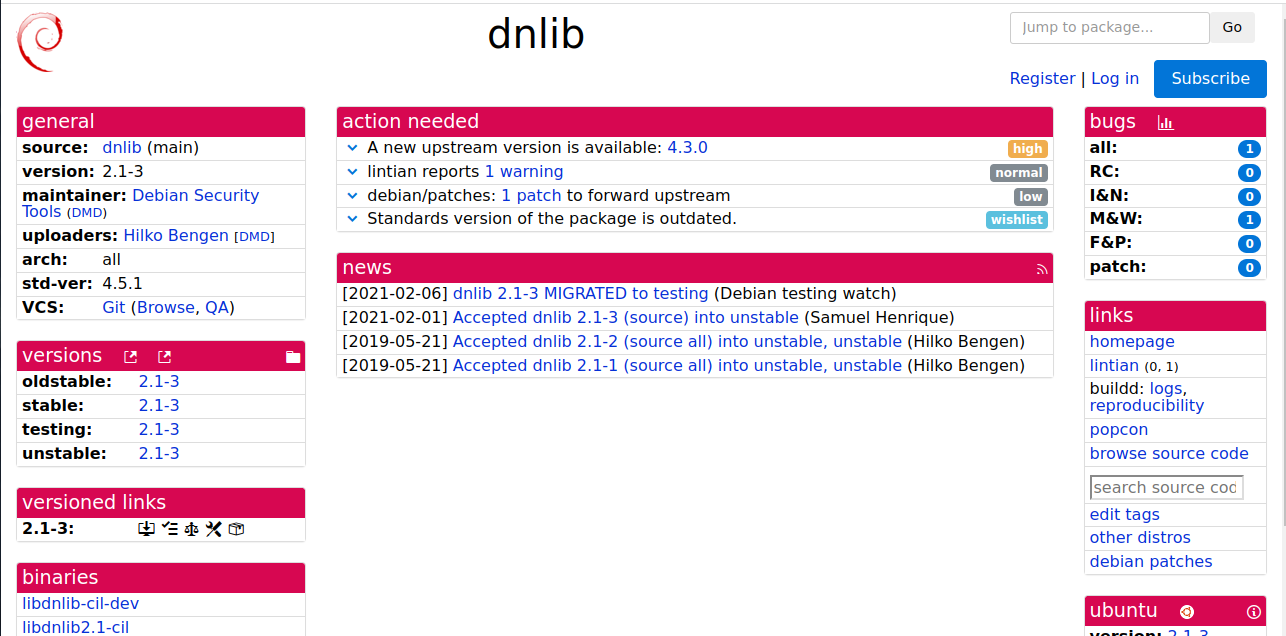 dnlib
Jump to package...
Go
Register | Log in
Subscribe
general
source: dnlib (main)
version: 2.1-3
maintainer: Debian Security
Tools (DMD)
uploaders: Hilko Bengen [DMD]
arch: all
std-ver: 4.5.1
VCS: Git (Browse, QA)
versions
oldstable: 2.1-3
stable: 2.1-3
testing: 2.1-3
unstable: 2.1-3
versioned links
2.1-3:
binaries
libdnlib-cil-dev
libdnlib2.1-cil
action needed
A new upstream version is available: 4.3.0 high
lintian reports 1 warning normal
debian/patches: 1 patch to forward upstream low
Standards version of the package is outdated. wishlist
news
[2021-02-06] dnlib 2.1-3 MIGRATED to testing (Debian testing watch)
[2021-02-01] Accepted dnlib 2.1-3 (source) into unstable (Samuel Henrique)
[2019-05-21] Accepted dnlib 2.1-2 (source all) into unstable, unstable (Hilko Bengen)
[2019-05-21] Accepted dnlib 2.1-1 (source all) into unstable, unstable (Hilko Bengen)
bugs
all: 1
RC: 0
I&N: 0
M&W: 1
F&P: 0
patch: 0
links
homepage
lintian (0, 1)
buildd: logs,
reproducibility
popcon
browse source code
search source cod
edit tags
other distros
debian patches
ubuntu
version: 2.1-3